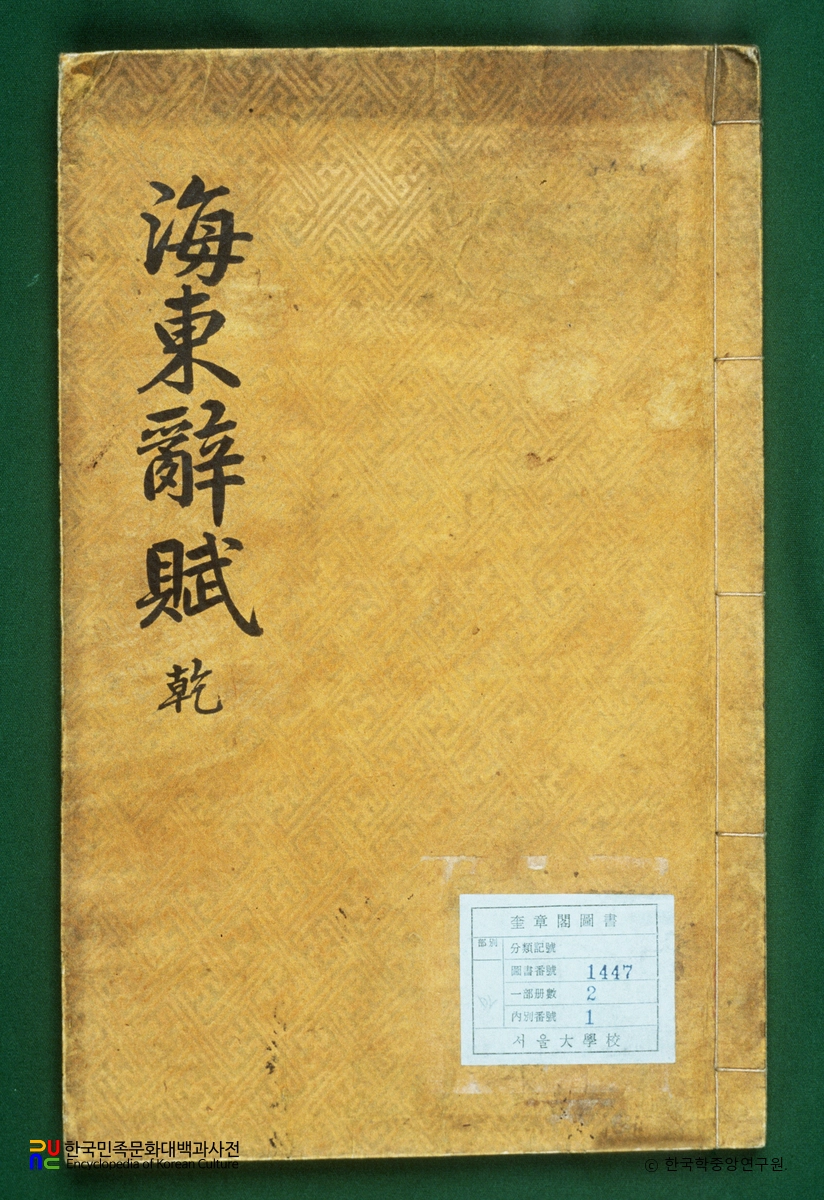 海東辭賦 乾
奎章閣圖書
部別
分類記號
圖書番號 1447
一部册數 2
內別番號 1
서울大學校
한국민족문화대백과사전
Encyclopedia of Korean Culture
© 한국학중앙연구원.